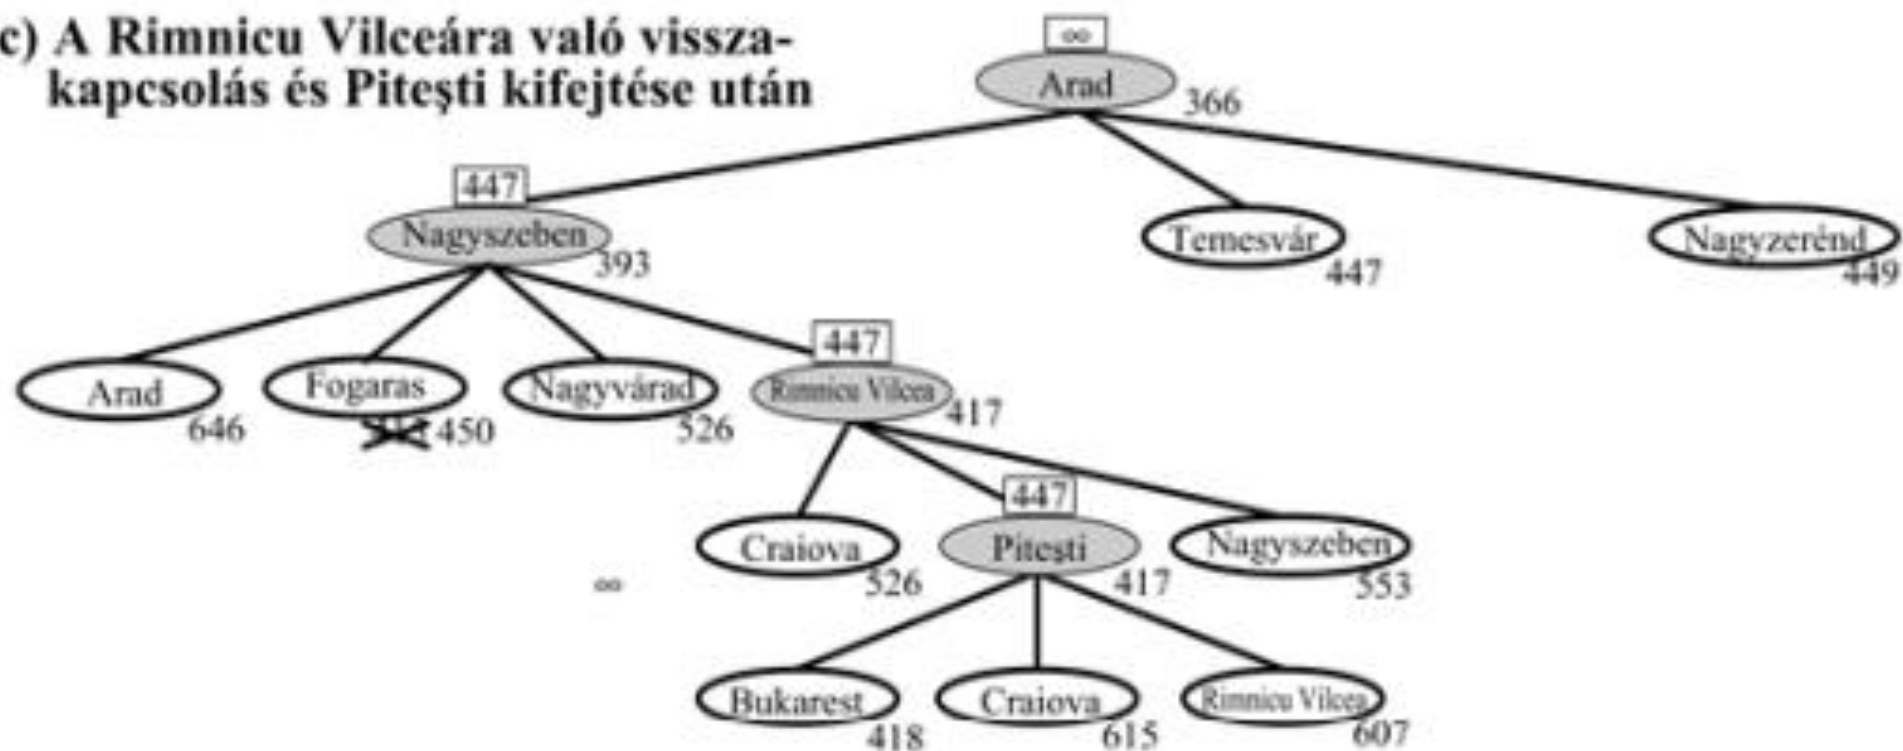 c) A Rimnicu Vilceára való vissza-
kapcsolás és Piteşti kifejtése után
∞
Arad
366
447
Nagyszeben
393
Temesvár
447
Nagyzerénd
449
Arad
646
Fogaras
450
Nagyvárad
526
447
Rimnicu Vilcea
417
Craiova
526
447
Piteşti
417
Nagyszeben
553
∞
Bukarest
418
Craiova
615
Rimnicu Vilcea
607